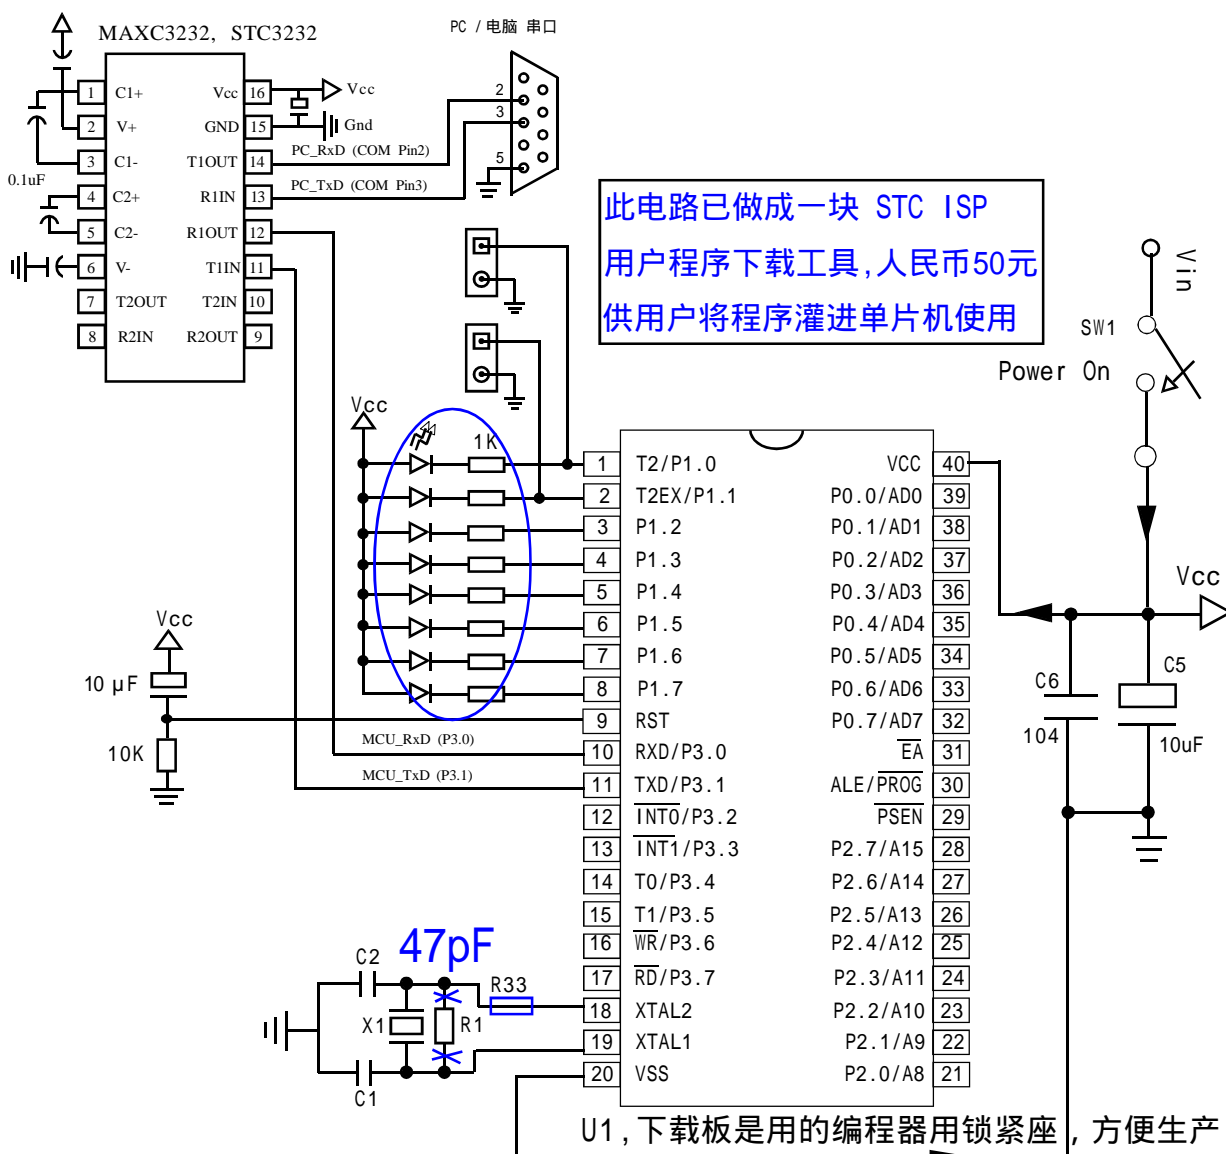 MAXC3232, STC3232
PC / 电脑 串口
1 C1+ Vcc 16 Vcc
2 V+ GND 15 Gnd
3 C1- T1OUT 14 PC_RxD (COM Pin2)
4 C2+ R1IN 13 PC_TxD (COM Pin3)
5 C2- R1OUT 12
6 V- T1IN 11
7 T2OUT T2IN 10
8 R2IN R2OUT 9
0.1uF
2
3
5
此电路已做成一块 STC ISP
用户程序下载工具,人民币50元
供用户将程序灌进单片机使用
Vin
SW1
Power On
Vcc
1K
1 T2/P1.0 VCC 40
2 T2EX/P1.1 P0.0/AD0 39
3 P1.2 P0.1/AD1 38
4 P1.3 P0.2/AD2 37
5 P1.4 P0.3/AD3 36
6 P1.5 P0.4/AD4 35
7 P1.6 P0.5/AD5 34
8 P1.7 P0.6/AD6 33
9 RST P0.7/AD7 32
10 RXD/P3.0 EA 31
11 TXD/P3.1 ALE/PROG 30
12 INT0/P3.2 PSEN 29
13 INT1/P3.3 P2.7/A15 28
14 T0/P3.4 P2.6/A14 27
15 T1/P3.5 P2.5/A13 26
16 WR/P3.6 P2.4/A12 25
17 RD/P3.7 P2.3/A11 24
18 XTAL2 P2.2/A10 23
19 XTAL1 P2.1/A9 22
20 VSS P2.0/A8 21
Vcc
10 μF
10K
MCU_RxD (P3.0)
MCU_TxD (P3.1)
Vcc
C6
104
C5
10uF
47pF
C2
R33
X1
R1
C1
U1,下载板是用的编程器用锁紧座,方便生产